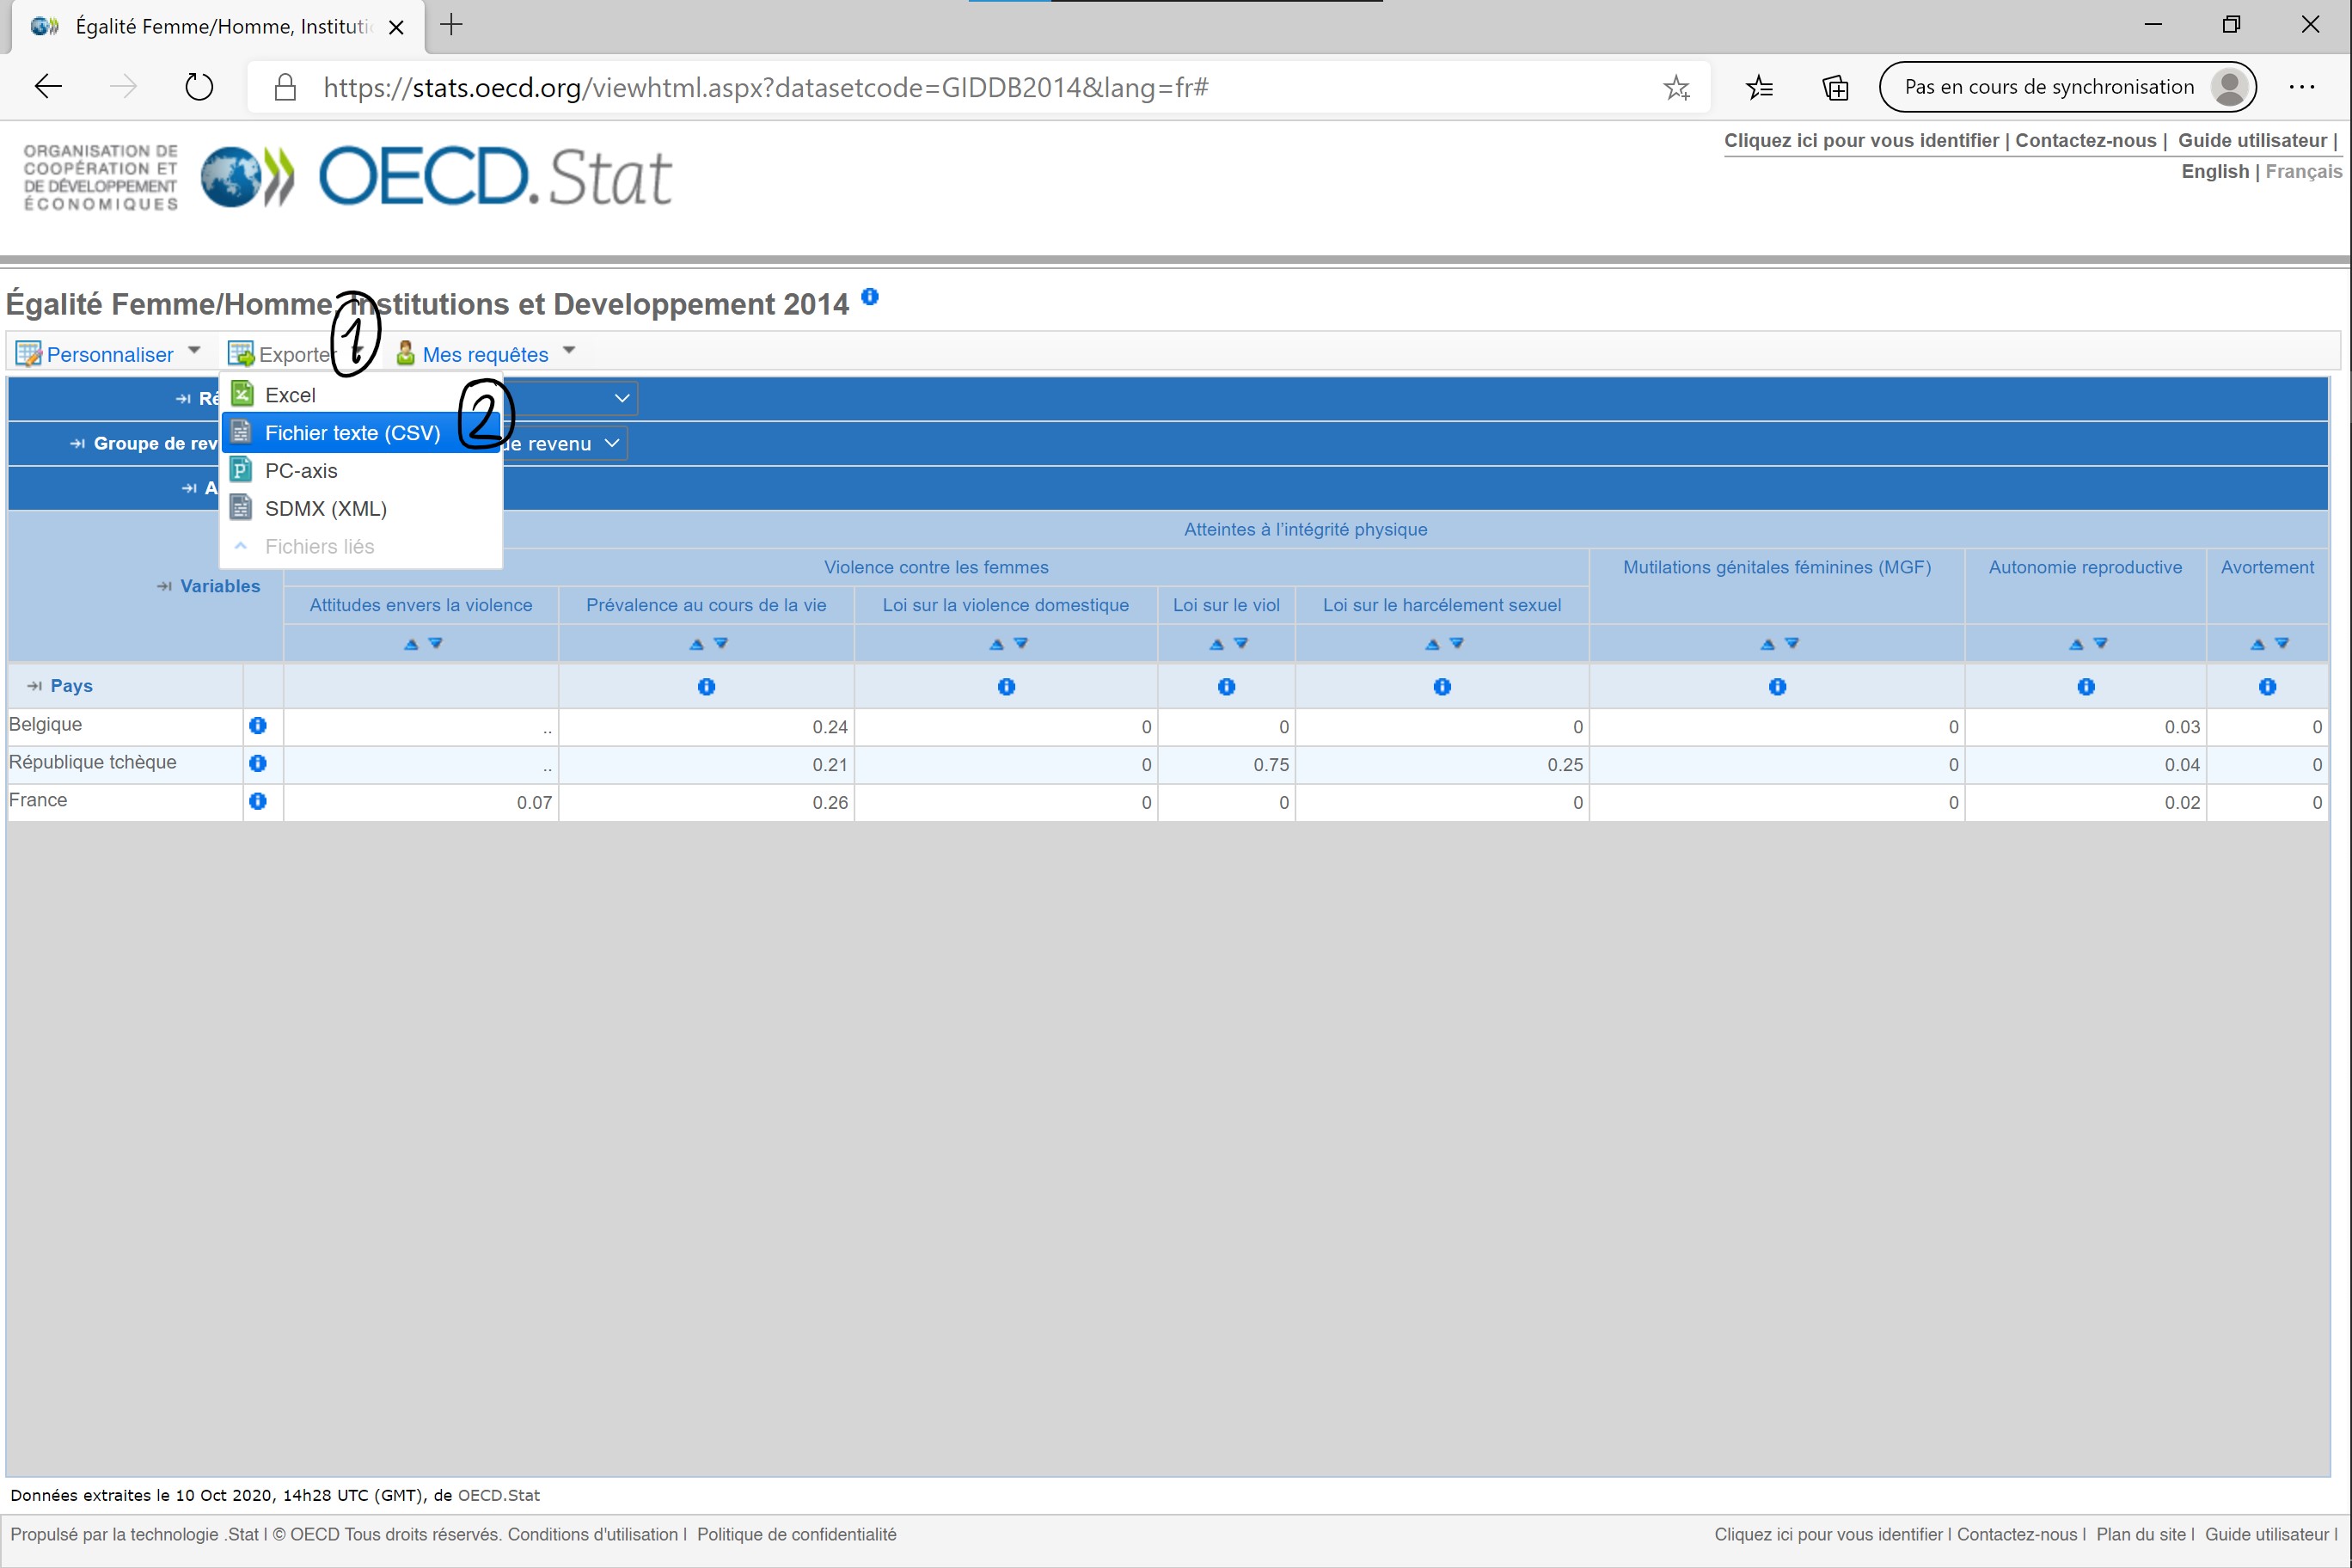 Égalité Femme/Homme, Instituti
https://stats.oecd.org/viewhtml.aspx?datasetcode=GIDDB2014&lang=fr#
Pas en cours de synchronisation
ORGANISATION DE
COOPÉRATION ET
DE DÉVELOPPEMENT
ÉCONOMIQUES
OECD.Stat
Cliquez ici pour vous identifier | Contactez-nous | Guide utilisateur |
English | Français
Égalité Femme/Homme, Institutions et Developpement 2014
Personnaliser Exporter 1 Mes requêtes
Excel
Fichier texte (CSV) 2
PC-axis
SDMX (XML)
Fichiers liés
Ré
Groupe de rev de revenu
A
Variables
Atteintes à l'intégrité physique
Violence contre les femmes Mutilations génitales féminines (MGF) Autonomie reproductive Avortement
Attitudes envers la violence Prévalence au cours de la vie Loi sur la violence domestique Loi sur le viol Loi sur le harcélement sexuel
Pays
Belgique .. 0.24 0 0 0 0 0.03 0
République tchèque .. 0.21 0 0.75 0.25 0 0.04 0
France 0.07 0.26 0 0 0 0 0.02 0
Données extraites le 10 Oct 2020, 14h28 UTC (GMT), de OECD.Stat
Propulsé par la technologie .Stat | © OECD Tous droits réservés. Conditions d'utilisation | Politique de confidentialité
Cliquez ici pour vous identifier | Contactez-nous | Plan du site | Guide utilisateur |